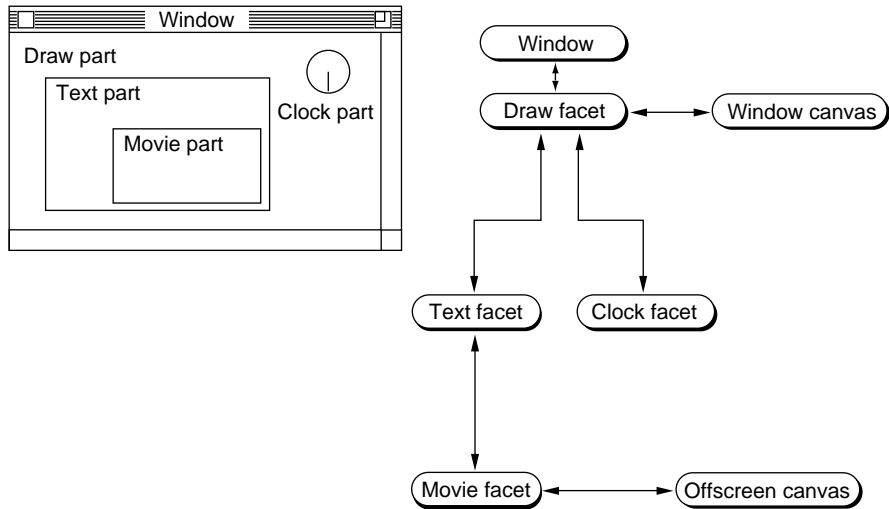 Window
Draw part
Text part
Clock part
Movie part
Window
Draw facet
Window canvas
Text facet
Clock facet
Movie facet
Offscreen canvas